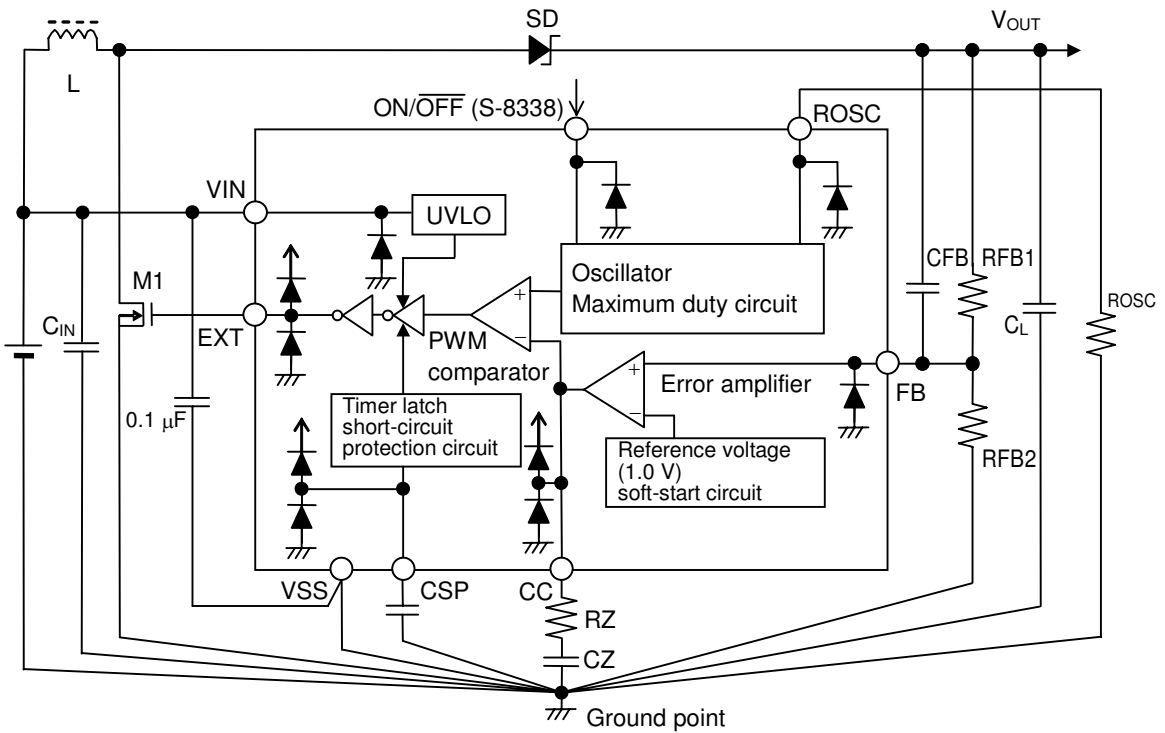 SD
VOUT
L
ON/OFF (S-8338)
ROSC
VIN
UVLO
M1
Oscillator
Maximum duty circuit
CFB
RFB1
ROSC
CIN
EXT
+
−
PWM
comparator
CL
+
−
Error amplifier
FB
0.1 μF
Timer latch
short-circuit
protection circuit
Reference voltage
(1.0 V)
soft-start circuit
RFB2
VSS
CSP
CC
RZ
CZ
Ground point